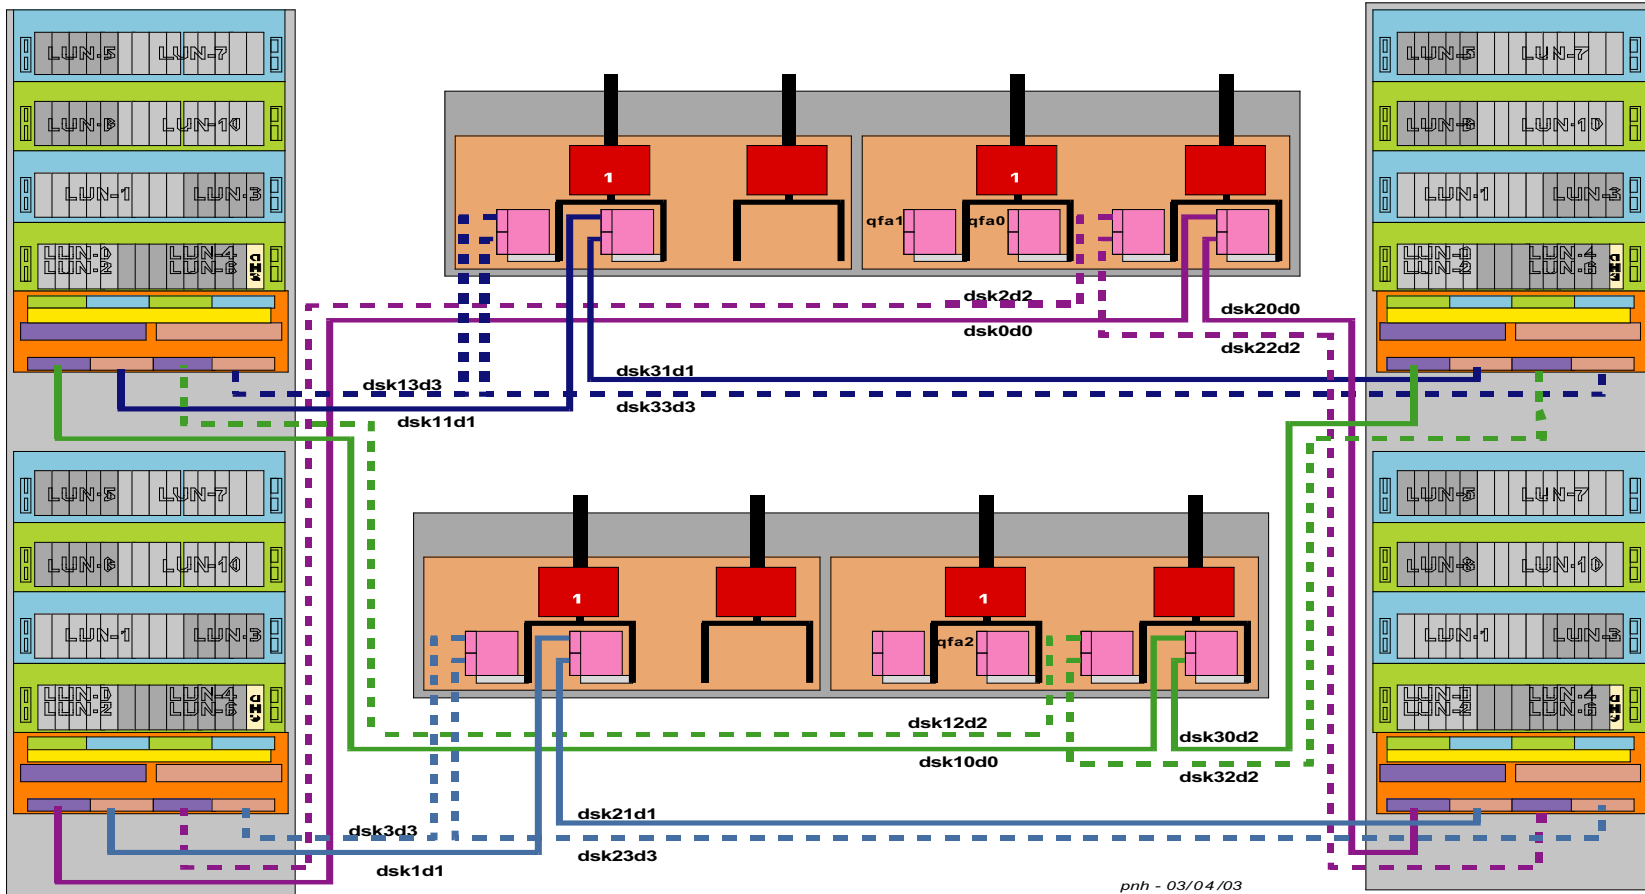 LUN-5 LUN-7
LUN-10
LUN-1 LUN-3
LUN-0 LUN-4
LUN-2 LUN-6
LUN-5 LUN-7
LUN-10
LUN-1 LUN-3
LUN-0 LUN-4
LUN-2 LUN-6
1
1
qfa1
qfa0
dsk2d2
dsk0d0
dsk20d0
dsk22d2
dsk31d1
dsk13d3
dsk33d3
dsk11d1
1
1
qfa2
dsk12d2
dsk10d0
dsk30d2
dsk32d2
dsk21d1
dsk3d3
dsk23d3
dsk1d1
LUN-5 LUN-7
LUN-8 LUN-10
LUN-1 LUN-3
LUN-0 LUN-4
LUN-2 LUN-6
LUN-5 LUN-7
LUN-8 LUN-10
LUN-1 LUN-3
LUN-0 LUN-4
LUN-2 LUN-6
pnh - 03/04/03